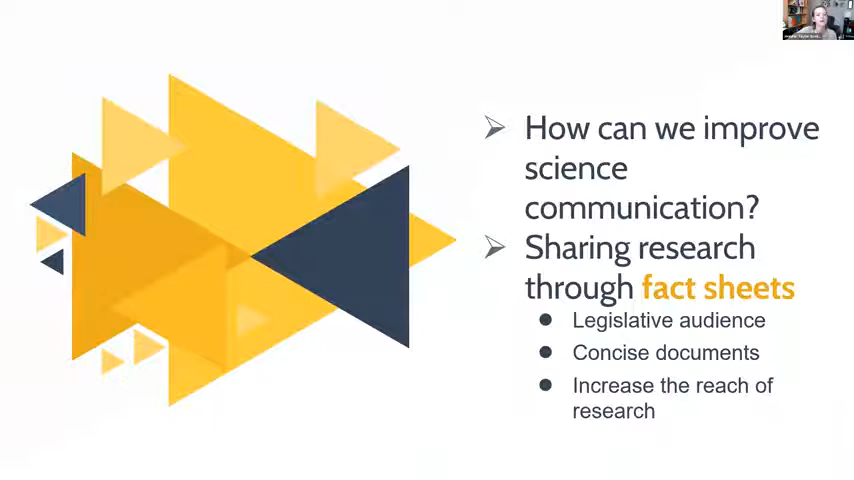 How can we improve
science
communication?
Sharing research
through fact sheets
Legislative audience
Concise documents
Increase the reach of
research